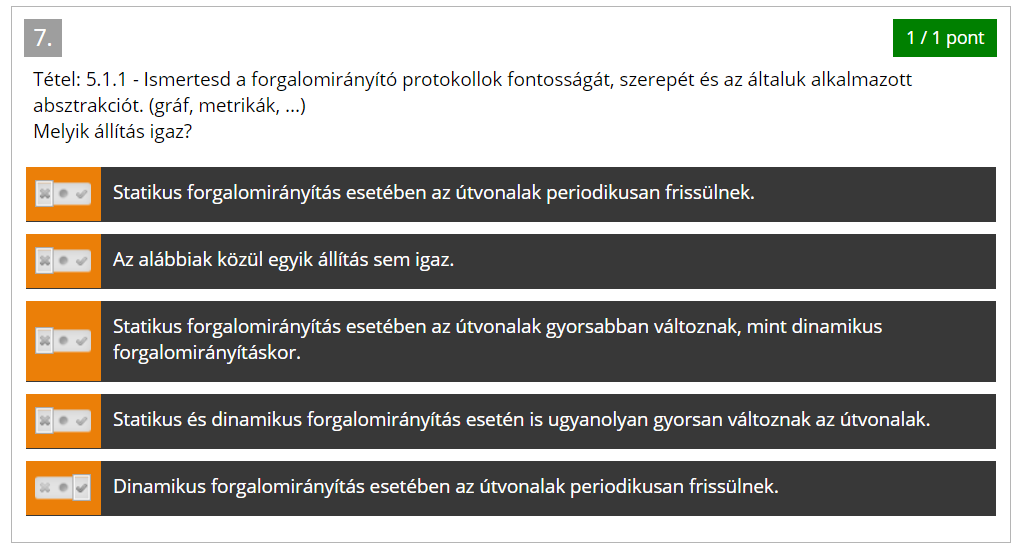 7.
1 / 1 pont
Tétel: 5.1.1 - Ismertesd a forgalomirányító protokollok fontosságát, szerepét és az általuk alkalmazott
absztrakciót. (gráf, metrikák, ...)
Melyik állítás igaz?
Statikus forgalomirányítás esetében az útvonalak periodikusan frissülnek.
Az alábbiak közül egyik állítás sem igaz.
Statikus forgalomirányítás esetében az útvonalak gyorsabban változnak, mint dinamikus
forgalomirányításkor.
Statikus és dinamikus forgalomirányítás esetén is ugyanolyan gyorsan változnak az útvonalak.
Dinamikus forgalomirányítás esetében az útvonalak periodikusan frissülnek.